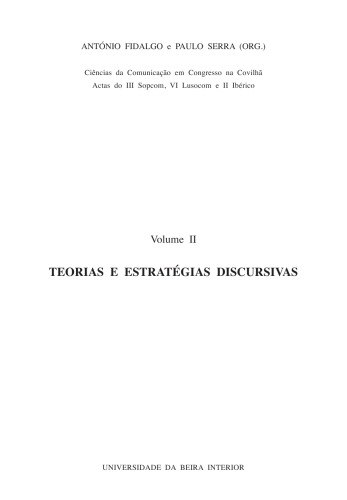 ANTÓNIO FIDALGO e PAULO SERRA (ORG.)
Ciências da Comunicação em Congresso na Covilhã
Actas do III Sopcom, VI Lusocom e II Ibérico
Volume II
TEORIAS E ESTRATÉGIAS DISCURSIVAS
UNIVERSIDADE DA BEIRA INTERIOR